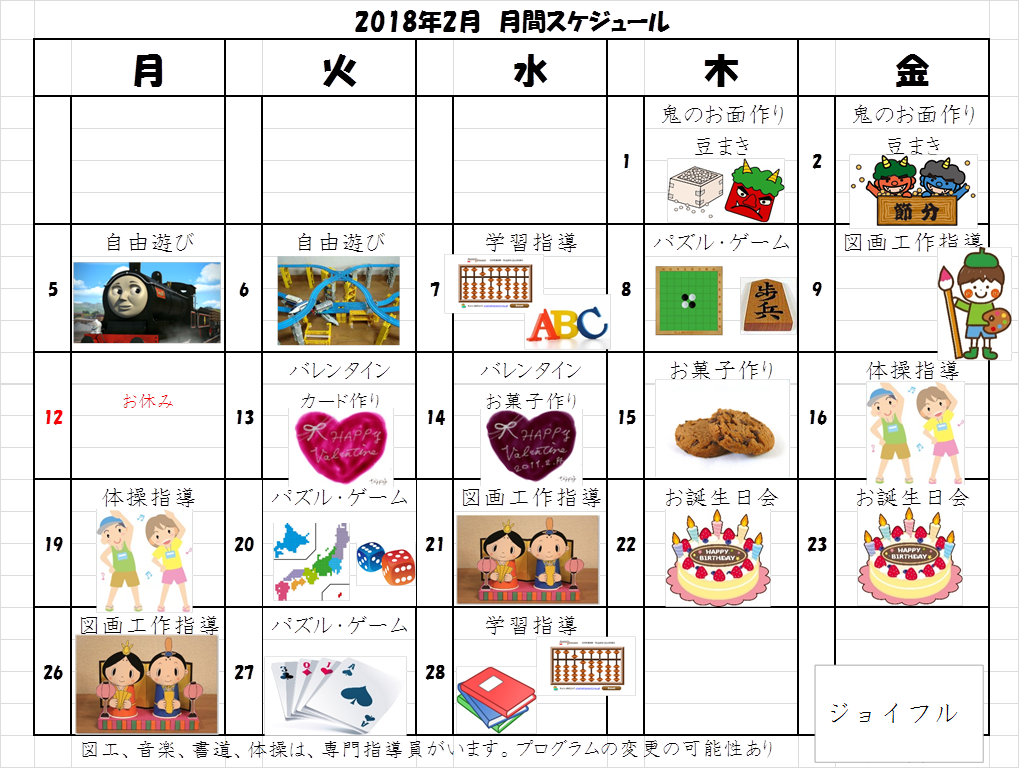 2018年2月 月間スケジュール
月 火 水 木 金
鬼のお面作り 鬼のお面作り
豆まき 豆まき
1 2
節分
自由遊び 自由遊び 学習指導 パズル・ゲーム 図画工作指導
5 6 7 8 9
ABC
歩兵
バレンタイン バレンタイン お菓子作り 体操指導
お休み カード作り お菓子作り
12 13 14 15 16
HAPPY HAPPY
Valentine Valentine
体操指導 パズル・ゲーム 図画工作指導 お誕生日会 お誕生日会
19 20 21 22 23
HAPPY HAPPY
BIRTHDAY BIRTHDAY
図画工作指導 パズル・ゲーム 学習指導
26 27 28
3 Q J A
ジョイフル
図工、音楽、書道、体操は、専門指導員がいます。プログラムの変更の可能性あり